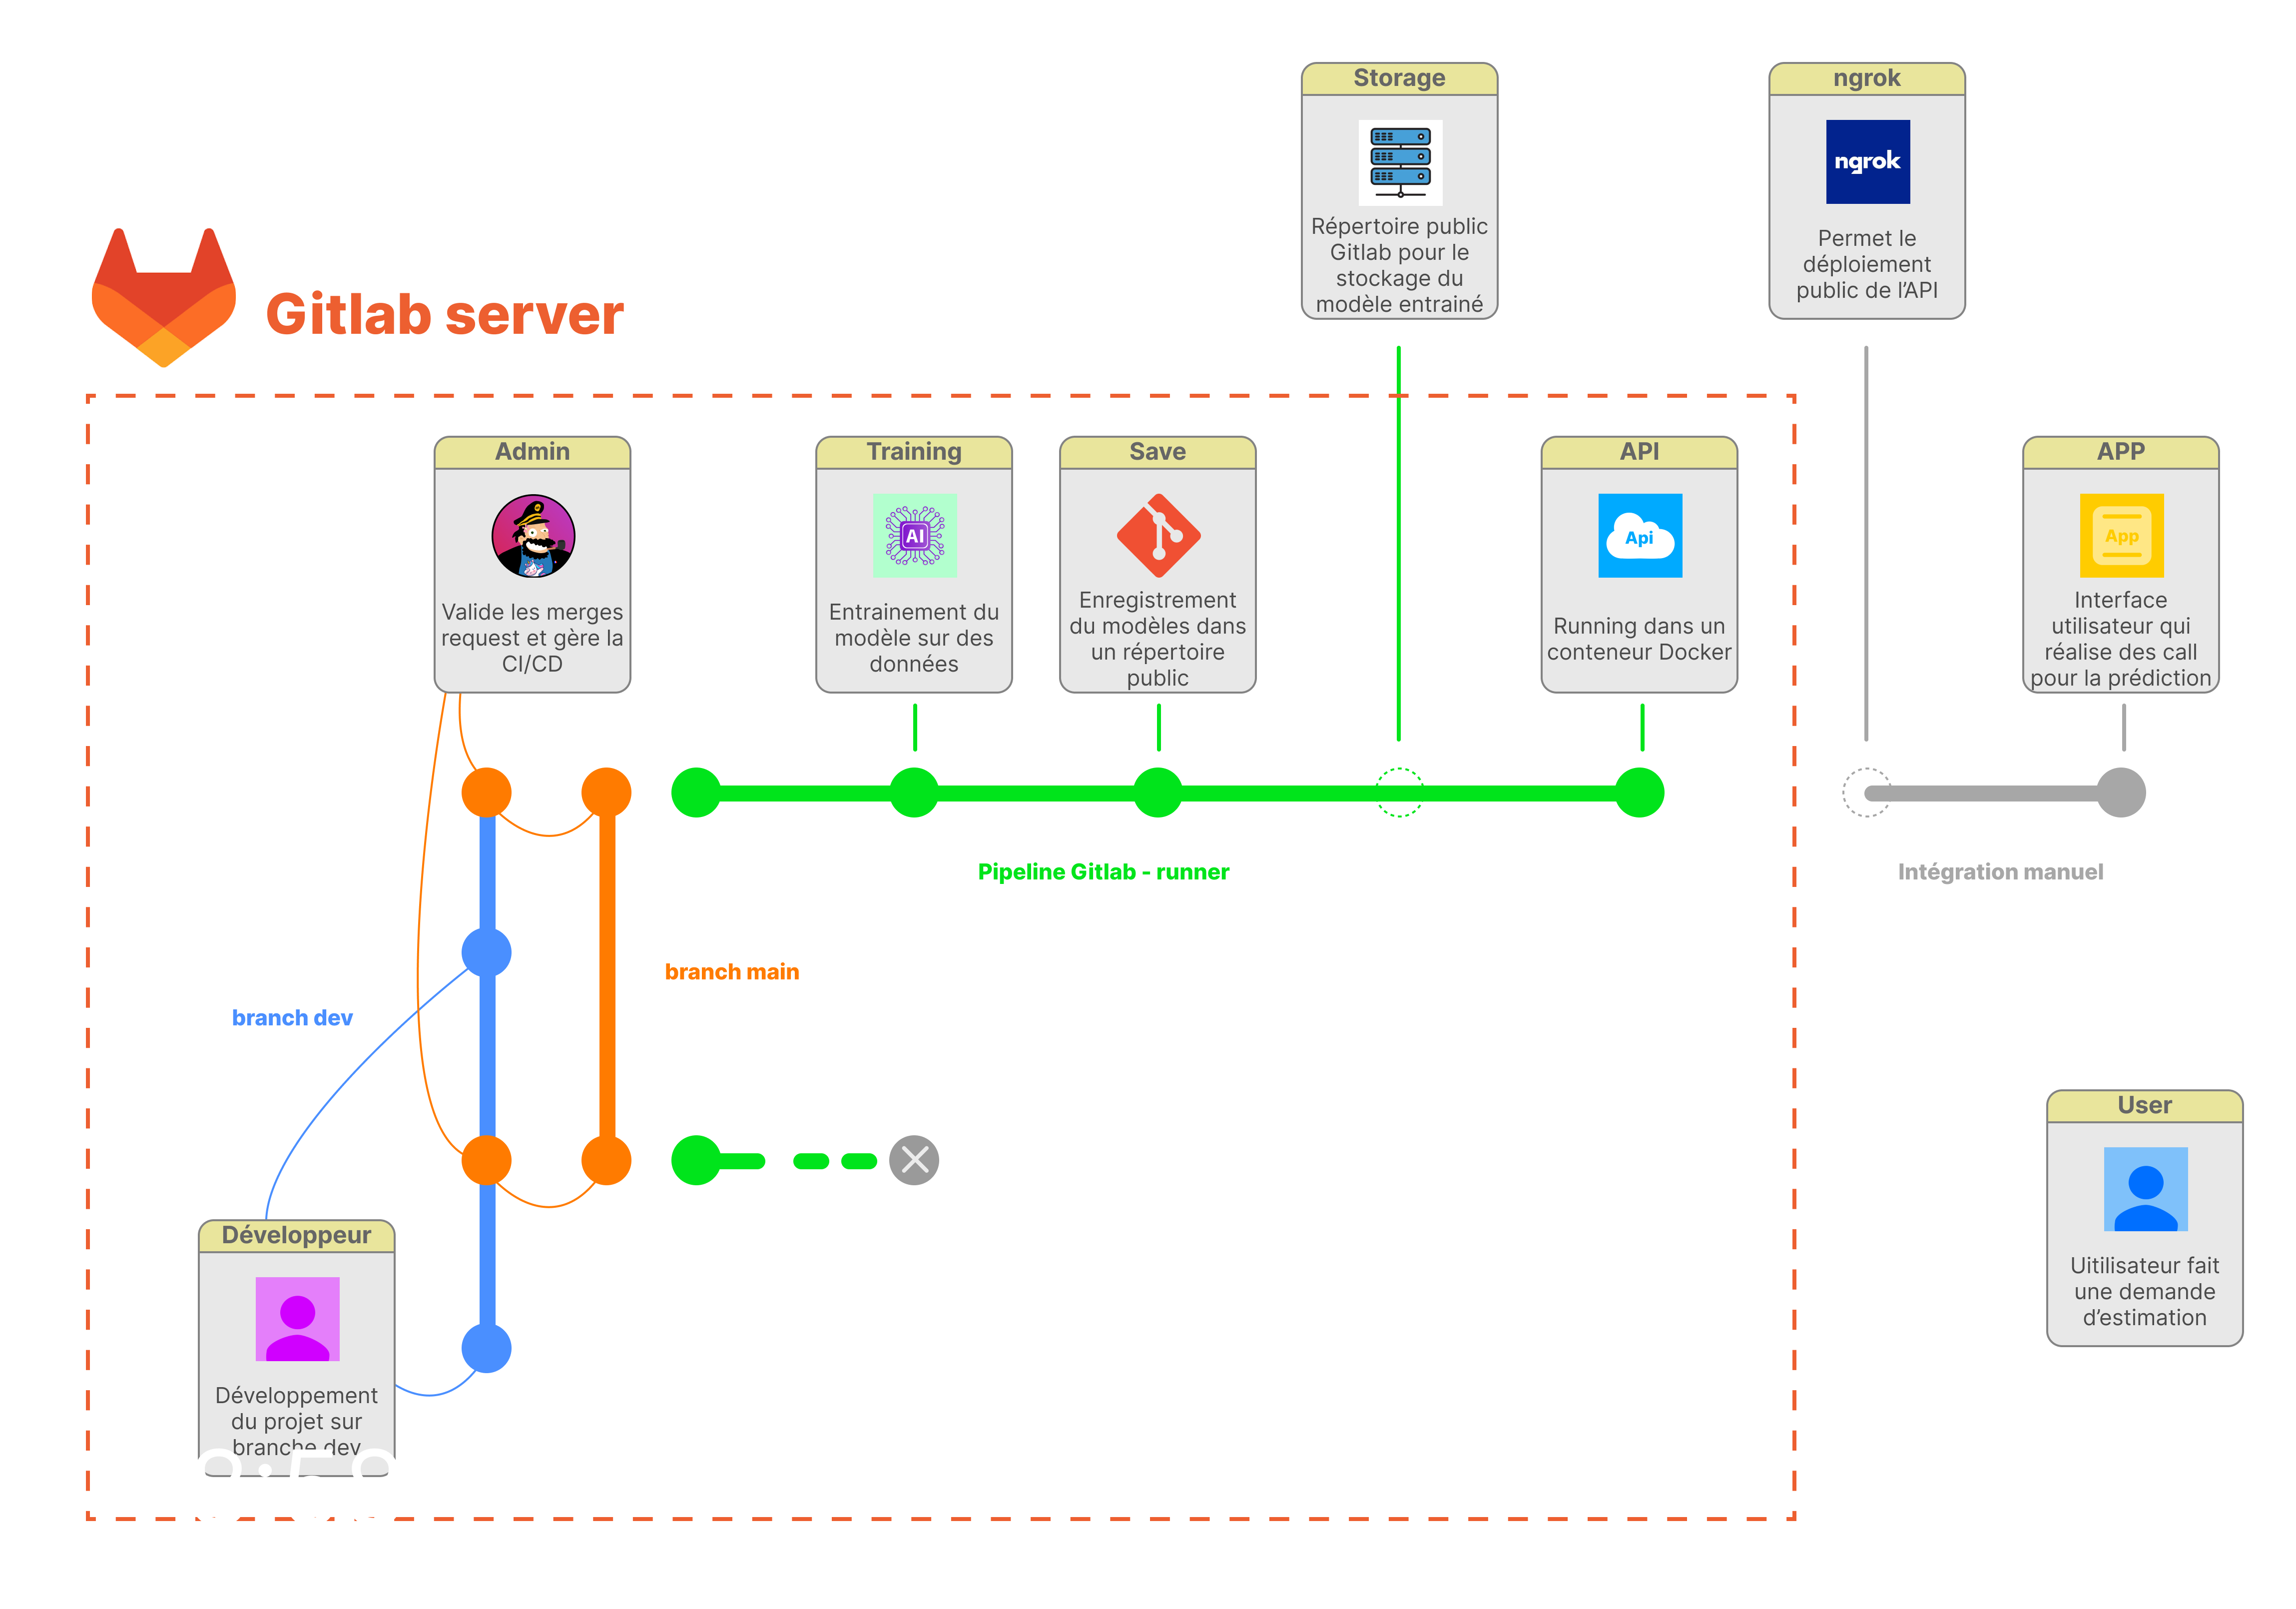 Storage
Répertoire public
Gitlab pour le
stockage du
modèle entrainé
ngrok
ngrok
Permet le
déploiement
public de l'API
Gitlab server
Admin
Valide les merges
request et gère la
CI/CD
Training
AI
Entrainement du
modèle sur des
données
Save
Enregistrement
du modèles dans
un répertoire
public
API
Api
Running dans un
conteneur Docker
APP
App
Interface
utilisateur qui
réalise des call
pour la prédiction
Pipeline Gitlab - runner
Intégration manuel
branch main
branch dev
User
Uitilisateur fait
une demande
d'estimation
Développeur
Développement
du projet sur
branche dev